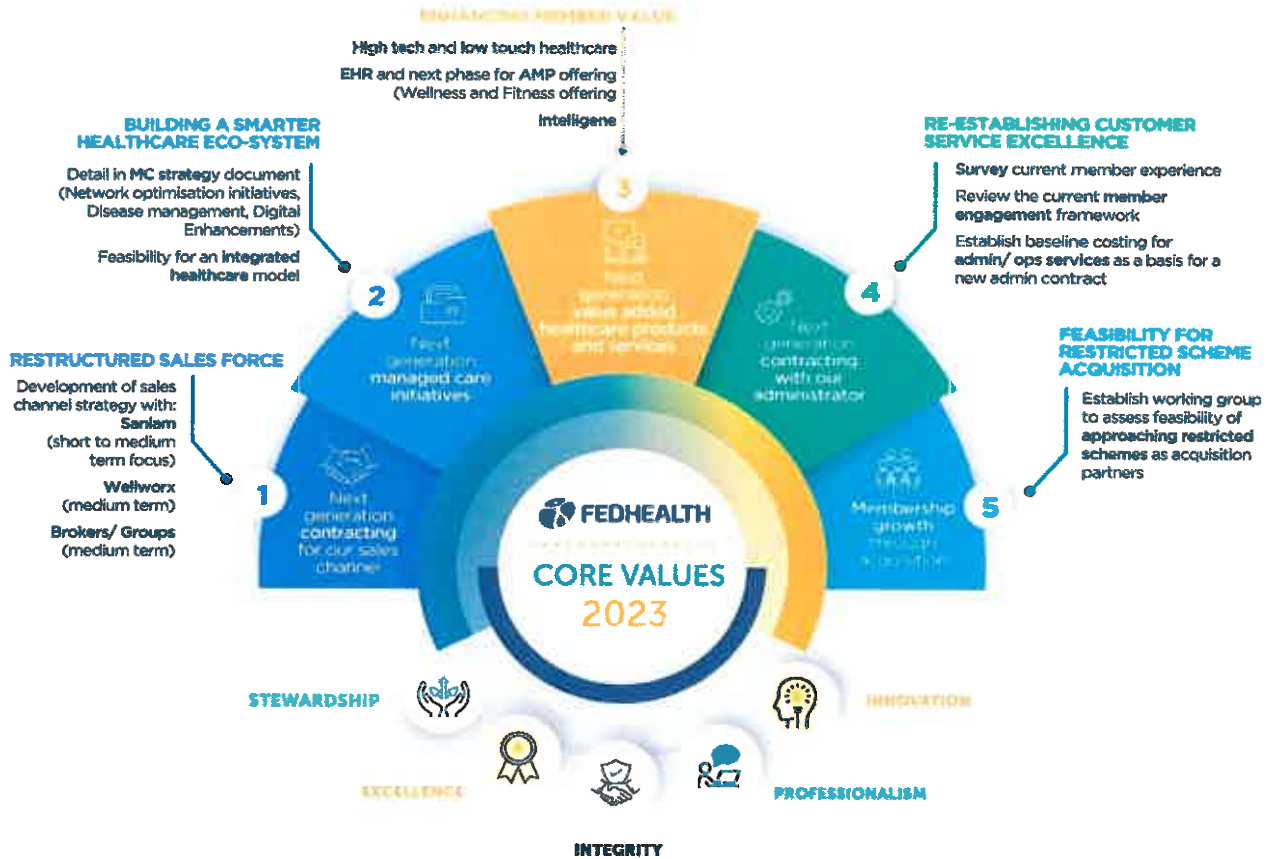 ENHANCING MEMBER VALUE
High tech and low touch healthcare
EHR and next phase for AMP offering
(Wellness and Fitness offering
Intelligene
BUILDING A SMARTER
HEALTHCARE ECO-SYSTEM
Detail in MC strategy document
(Network optimisation initiatives,
Disease management, Digital
Enhancements)
Feasibility for an integrated
healthcare model
RE-ESTABLISHING CUSTOMER
SERVICE EXCELLENCE
Survey current member experience
Review the current member
engagement framework
Establish baseline costing for
admin/ ops services as a basis for a
new admin contract
RESTRUCTURED SALES FORCE
Development of sales
channel strategy with:
Sanlam
(short to medium
term focus)
Wellworx
(medium term)
Brokers/ Groups
(medium term)
FEASIBILITY FOR
RESTRICTED SCHEME
ACQUISITION
Establish working group
to assess feasibility of
approaching restricted
schemes as acquisition
partners
1
Next
generation
contracting
for our sales
channel
2
Next
generation
managed care
initiatives
3
Next
generation
value added
healthcare products
and services
4
Next
generation
contracting
with our
administrator
5
Membership
growth
through
acquisition
FEDHEALTH
CORE VALUES
2023
STEWARDSHIP
EXCELLENCE
INTEGRITY
PROFESSIONALISM
INNOVATION